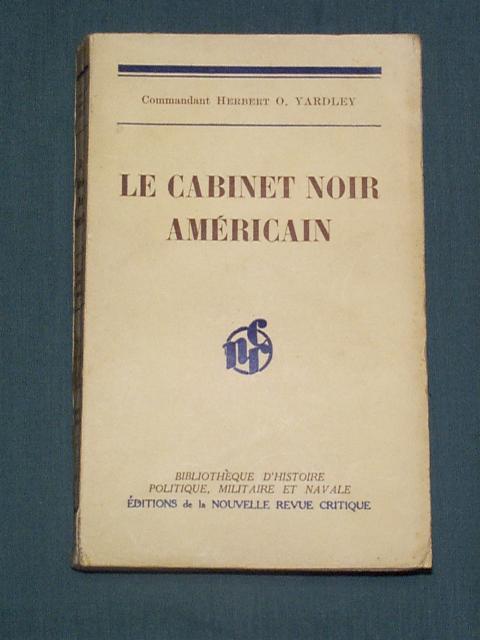 Commandant HERBERT O. YARDLEY
LE CABINET NOIR
AMÉRICAIN
nrc
BIBLIOTHÈQUE D'HISTOIRE
POLITIQUE, MILITAIRE ET NAVALE
ÉDITIONS de la NOUVELLE REVUE CRITIQUE